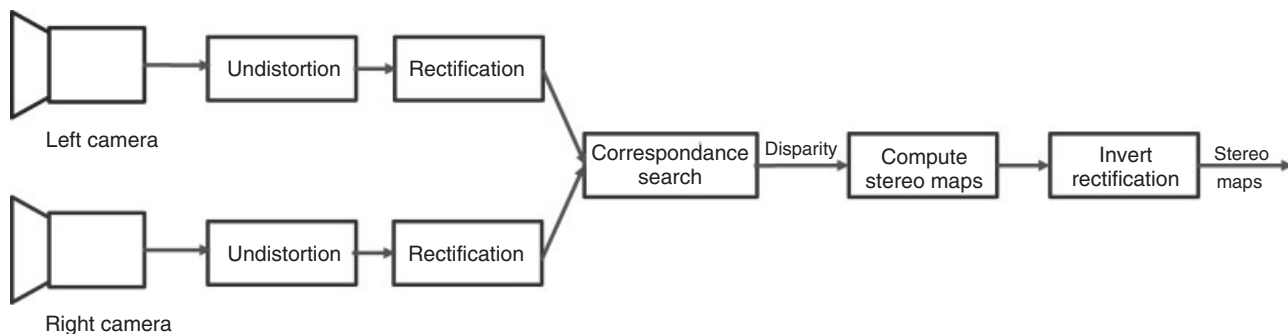 Left camera
Undistortion
Rectification
Right camera
Undistortion
Rectification
Correspondance
search
Disparity
Compute
stereo maps
Invert
rectification
Stereo
maps